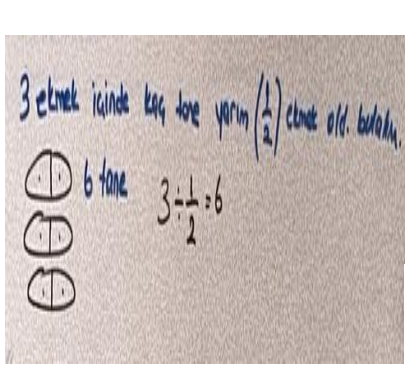 3 ekmek içinde kaç tane yarım (1/2) ekmek old. bulalım.
6 tane 3 ÷ 1/2 = 6